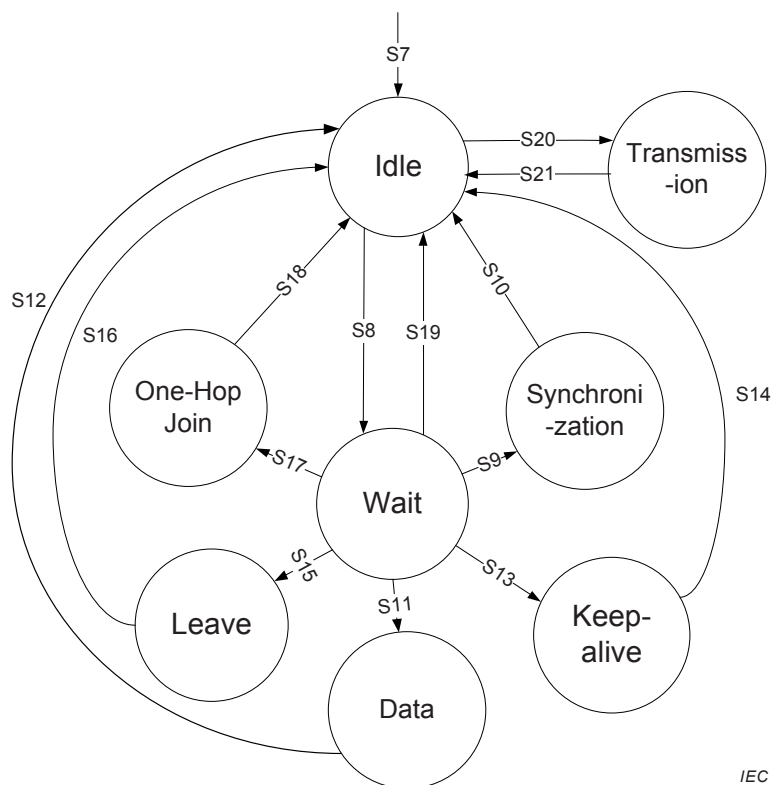 S7
Idle
S20
S21
Transmiss
-ion
S18
S10
S12
S16
S8
S19
S14
One-Hop
Join
Synchroni
-zation
S17
S9
Wait
S15
S11
S13
Leave
Keep-
alive
Data
IEC